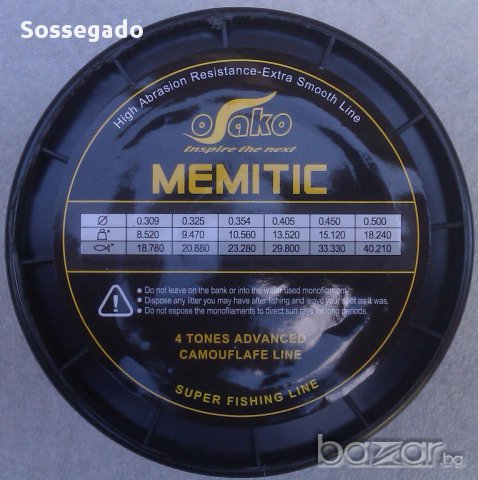 Sossegado
High Abrasion Resistance-Extra Smooth Line
Osako
Inspire the next
MEMITIC
Ø 0.309 0.325 0.354 0.405 0.450 0.500
8.520 9.470 10.560 13.520 15.120 18.240
18.780 20.880 23.280 29.800 33.330 40.210
• Do not leave on the bank or into the water used monofilament.
• Dispose any litter you may have after fishing and leave your spot as it was.
• Do not espose the monofilaments to direct sun rays for long periods.
4 TONES ADVANCED
CAMOUFLAFE LINE
SUPER FISHING LINE
bazar.bg